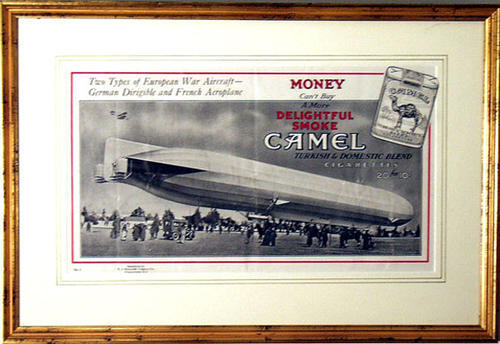 Two Types of European War Aircraft—
German Dirigible and French Aeroplane
MONEY
Can't Buy
A More
DELIGHTFUL
SMOKE
CAMEL
TURKISH & DOMESTIC BLEND
CIGARETTES
20 for 10
CAMEL